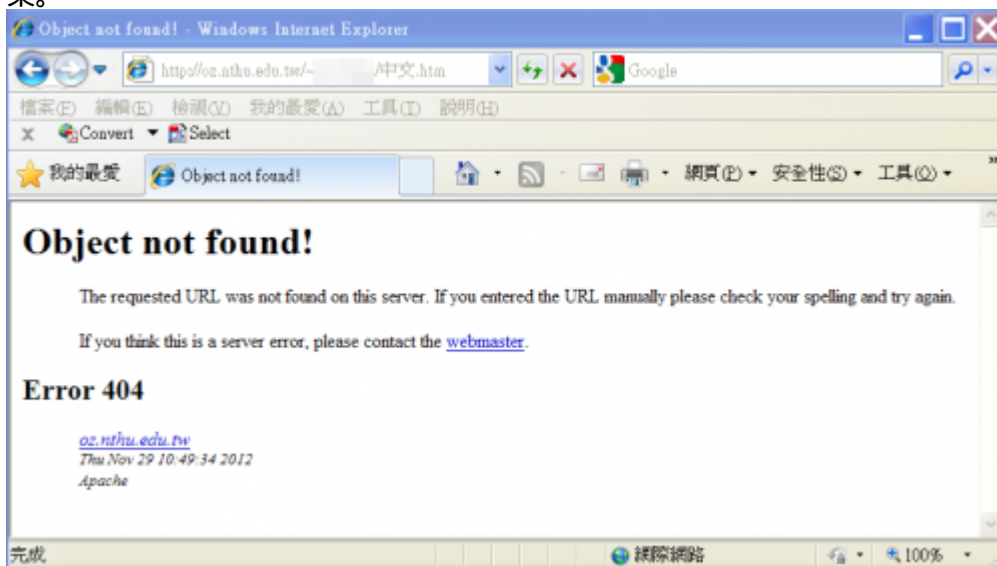 Object not found! - Windows Internet Explorer
http://oz.nthu.edu.tw/~ /中文.htm Google
檔案(F) 編輯(E) 檢視(V) 我的最愛(A) 工具(T) 說明(H)
X Convert Select
我的最愛 Object not found! 網頁(P) 安全性(S) 工具(O) »
Object not found!
The requested URL was not found on this server. If you entered the URL manually please check your spelling and try again.
If you think this is a server error, please contact the webmaster.
Error 404
oz.nthu.edu.tw
Thu Nov 29 10:49:34 2012
Apache
完成 網際網路 100%